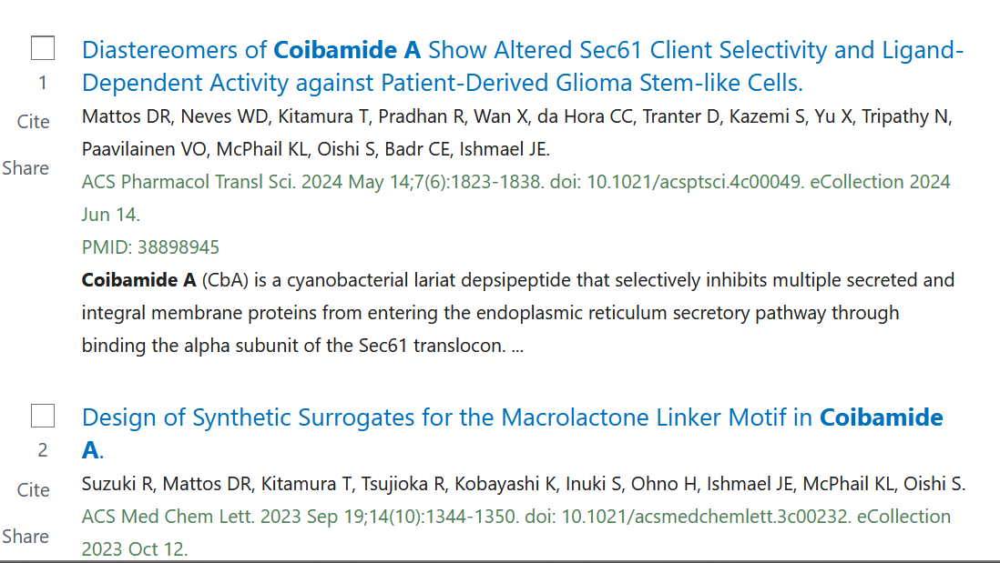 Diastereomers of Coibamide A Show Altered Sec61 Client Selectivity and Ligand-
1
Dependent Activity against Patient-Derived Glioma Stem-like Cells.
Cite
Mattos DR, Neves WD, Kitamura T, Pradhan R, Wan X, da Hora CC, Tranter D, Kazemi S, Yu X, Tripathy N,
Paavilainen VO, McPhail KL, Oishi S, Badr CE, Ishmael JE.
Share
ACS Pharmacol Transl Sci. 2024 May 14;7(6):1823-1838. doi: 10.1021/acsptsci.4c00049. eCollection 2024
Jun 14.
PMID: 38898945
Coibamide A (CbA) is a cyanobacterial lariat depsipeptide that selectively inhibits multiple secreted and
integral membrane proteins from entering the endoplasmic reticulum secretory pathway through
binding the alpha subunit of the Sec61 translocon. ...
Design of Synthetic Surrogates for the Macrolactone Linker Motif in Coibamide
2
A.
Cite
Suzuki R, Mattos DR, Kitamura T, Tsujioka R, Kobayashi K, Inuki S, Ohno H, Ishmael JE, McPhail KL, Oishi S.
ACS Med Chem Lett. 2023 Sep 19;14(10):1344-1350. doi: 10.1021/acsmedchemlett.3c00232. eCollection
Share
2023 Oct 12.